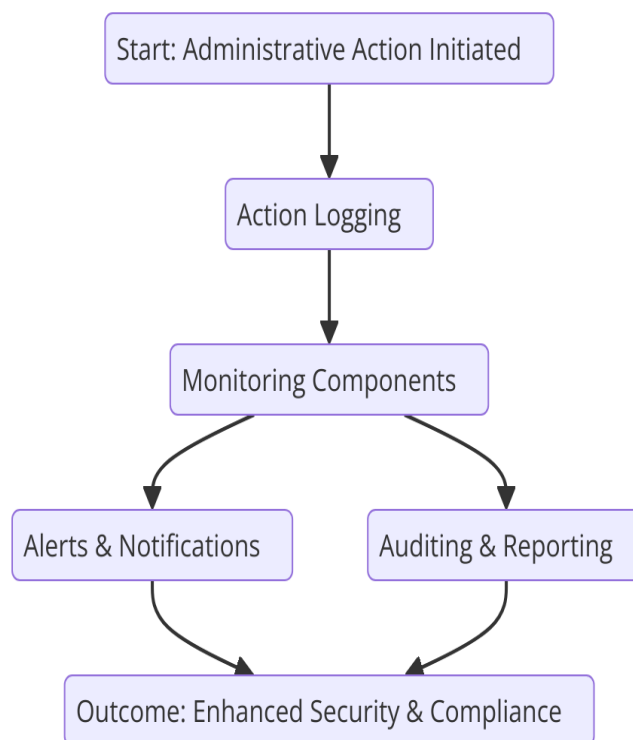 Start: Administrative Action Initiated
Action Logging
Monitoring Components
Alerts & Notifications
Auditing & Reporting
Outcome: Enhanced Security & Compliance